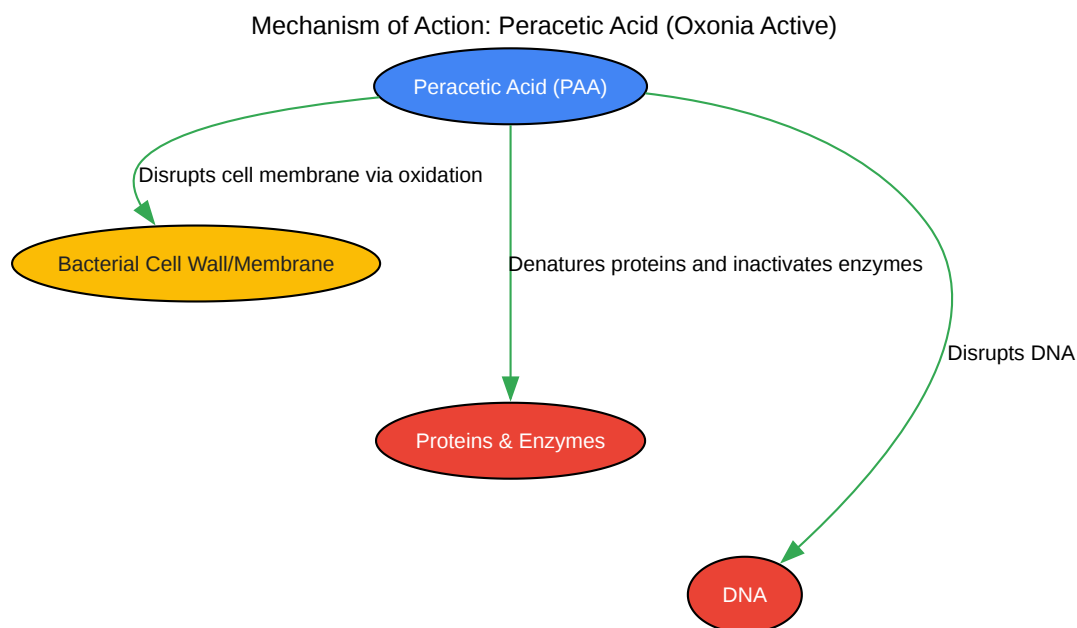 Mechanism of Action: Peracetic Acid (Oxonia Active)
Peracetic Acid (PAA)
Disrupts cell membrane via oxidation
Bacterial Cell Wall/Membrane
Denatures proteins and inactivates enzymes
Disrupts DNA
Proteins & Enzymes
DNA